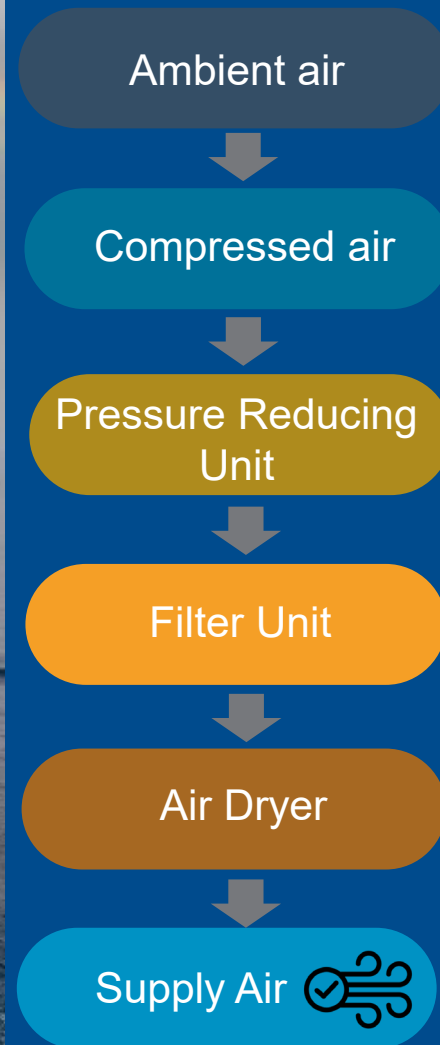 Ambient air
Compressed air
Pressure Reducing
Unit
Filter Unit
Air Dryer
Supply Air